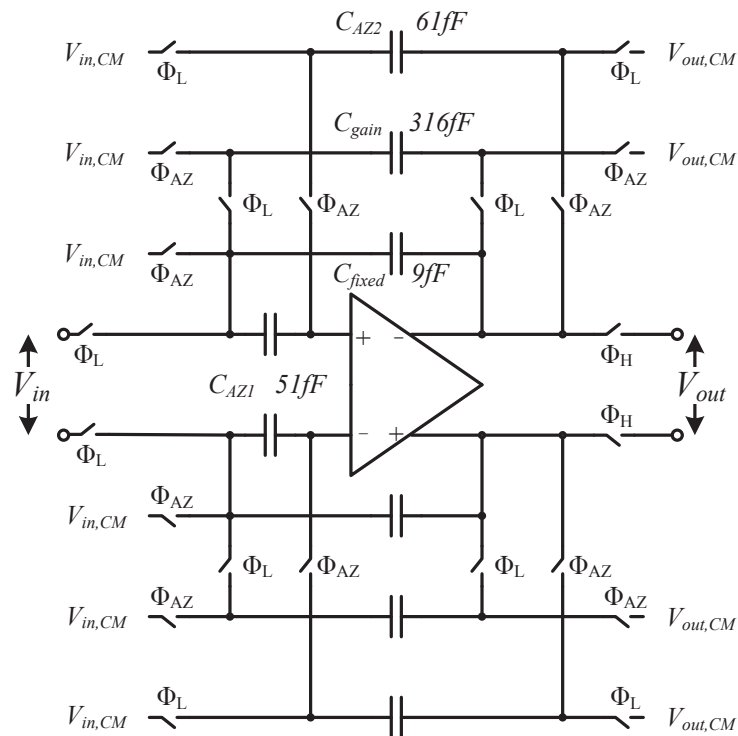 C_AZ2 61fF
V_in,CM Φ_L Φ_L V_out,CM
C_gain 316fF
V_in,CM Φ_AZ Φ_AZ V_out,CM
Φ_L Φ_AZ Φ_L Φ_AZ
V_in,CM Φ_AZ
C_fixed 9fF
+ −
Φ_L Φ_H
V_in C_AZ1 51fF V_out
Φ_H
- +
Φ_L
V_in,CM Φ_AZ
Φ_L Φ_AZ Φ_L Φ_AZ
V_in,CM Φ_AZ Φ_AZ V_out,CM
V_in,CM Φ_L Φ_L V_out,CM